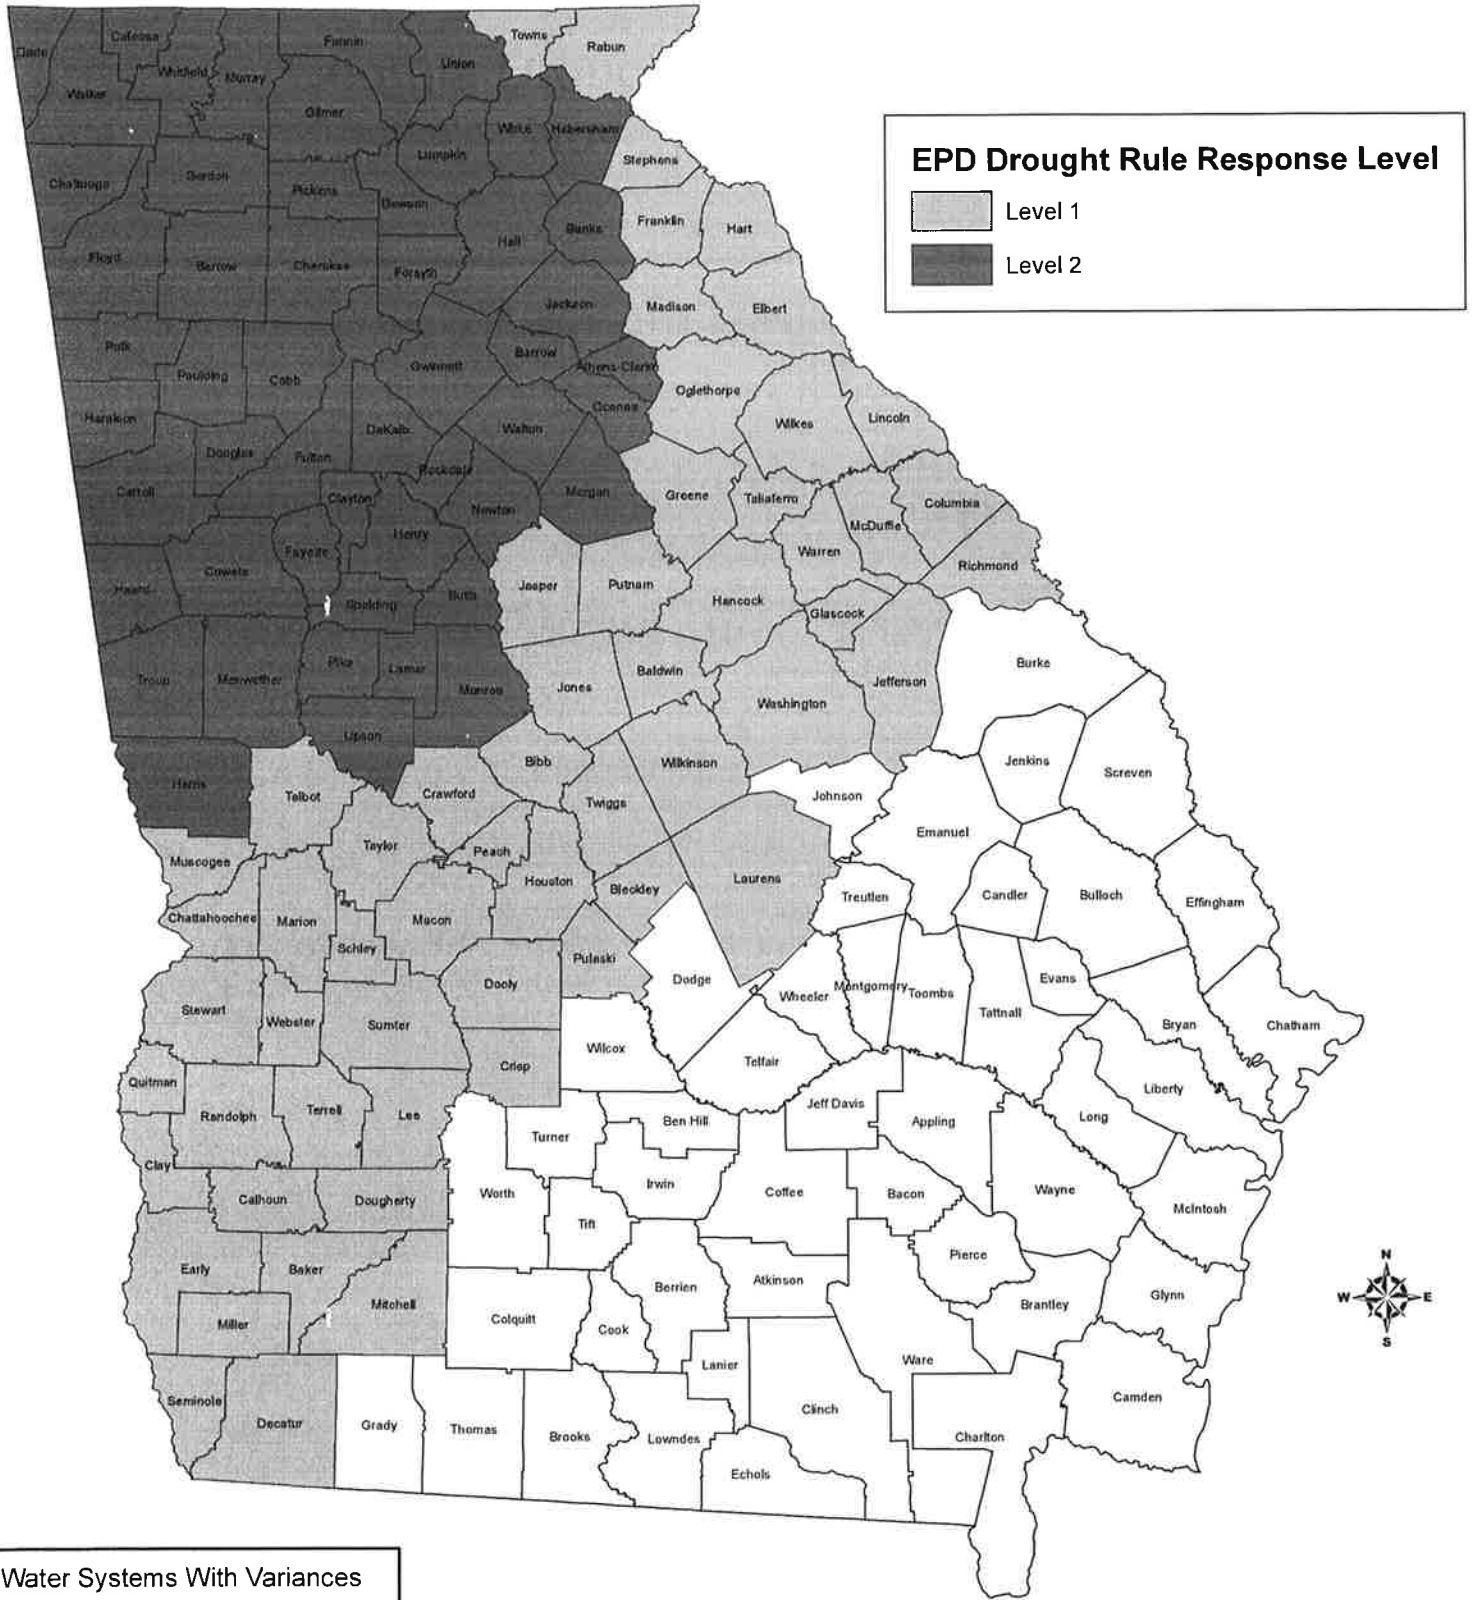 Towns
Rabun
Dade
Catoosa
Fannin
Union
Whitfield
Murray
Walker
Gilmer
White
Habersham
EPD Drought Rule Response Level
Level 1
Level 2
Lumpkin
Stephens
Chattooga
Gordon
Pickens
Dawson
Franklin
Hart
Hall
Banks
Floyd
Bartow
Cherokee
Forsyth
Jackson
Madison
Elbert
Polk
Paulding
Cobb
Gwinnett
Barrow
Athens-Clarke
Oglethorpe
Haralson
Oconee
Wilkes
Lincoln
Douglas
Fulton
DeKalb
Walton
Rockdale
Carroll
Clayton
Newton
Morgan
Greene
Taliaferro
Columbia
McDuffie
Henry
Fayette
Coweta
Warren
Richmond
Heard
Spalding
Butts
Jasper
Putnam
Hancock
Glascock
Burke
Troup
Meriwether
Pike
Lamar
Monroe
Jones
Baldwin
Washington
Jefferson
Upson
Bibb
Wilkinson
Jenkins
Screven
Harris
Talbot
Crawford
Twiggs
Johnson
Emanuel
Muscogee
Taylor
Peach
Houston
Bleckley
Laurens
Treutlen
Candler
Bulloch
Effingham
Chattahoochee
Marion
Macon
Schley
Pulaski
Dodge
Dooly
Wheeler
Montgomery
Toombs
Evans
Tattnall
Stewart
Webster
Sumter
Bryan
Chatham
Wilcox
Telfair
Crisp
Quitman
Randolph
Terrell
Lee
Liberty
Jeff Davis
Appling
Long
Turner
Ben Hill
Clay
Calhoun
Dougherty
Worth
Irwin
Coffee
Bacon
Wayne
McIntosh
Tift
Early
Baker
Pierce
Mitchell
Berrien
Atkinson
Brantley
Glynn
Miller
Colquitt
Cook
Ware
Lanier
Seminole
Decatur
Grady
Thomas
Brooks
Lowndes
Clinch
Charlton
Camden
Echols
N
W
E
S
Water Systems With Variances